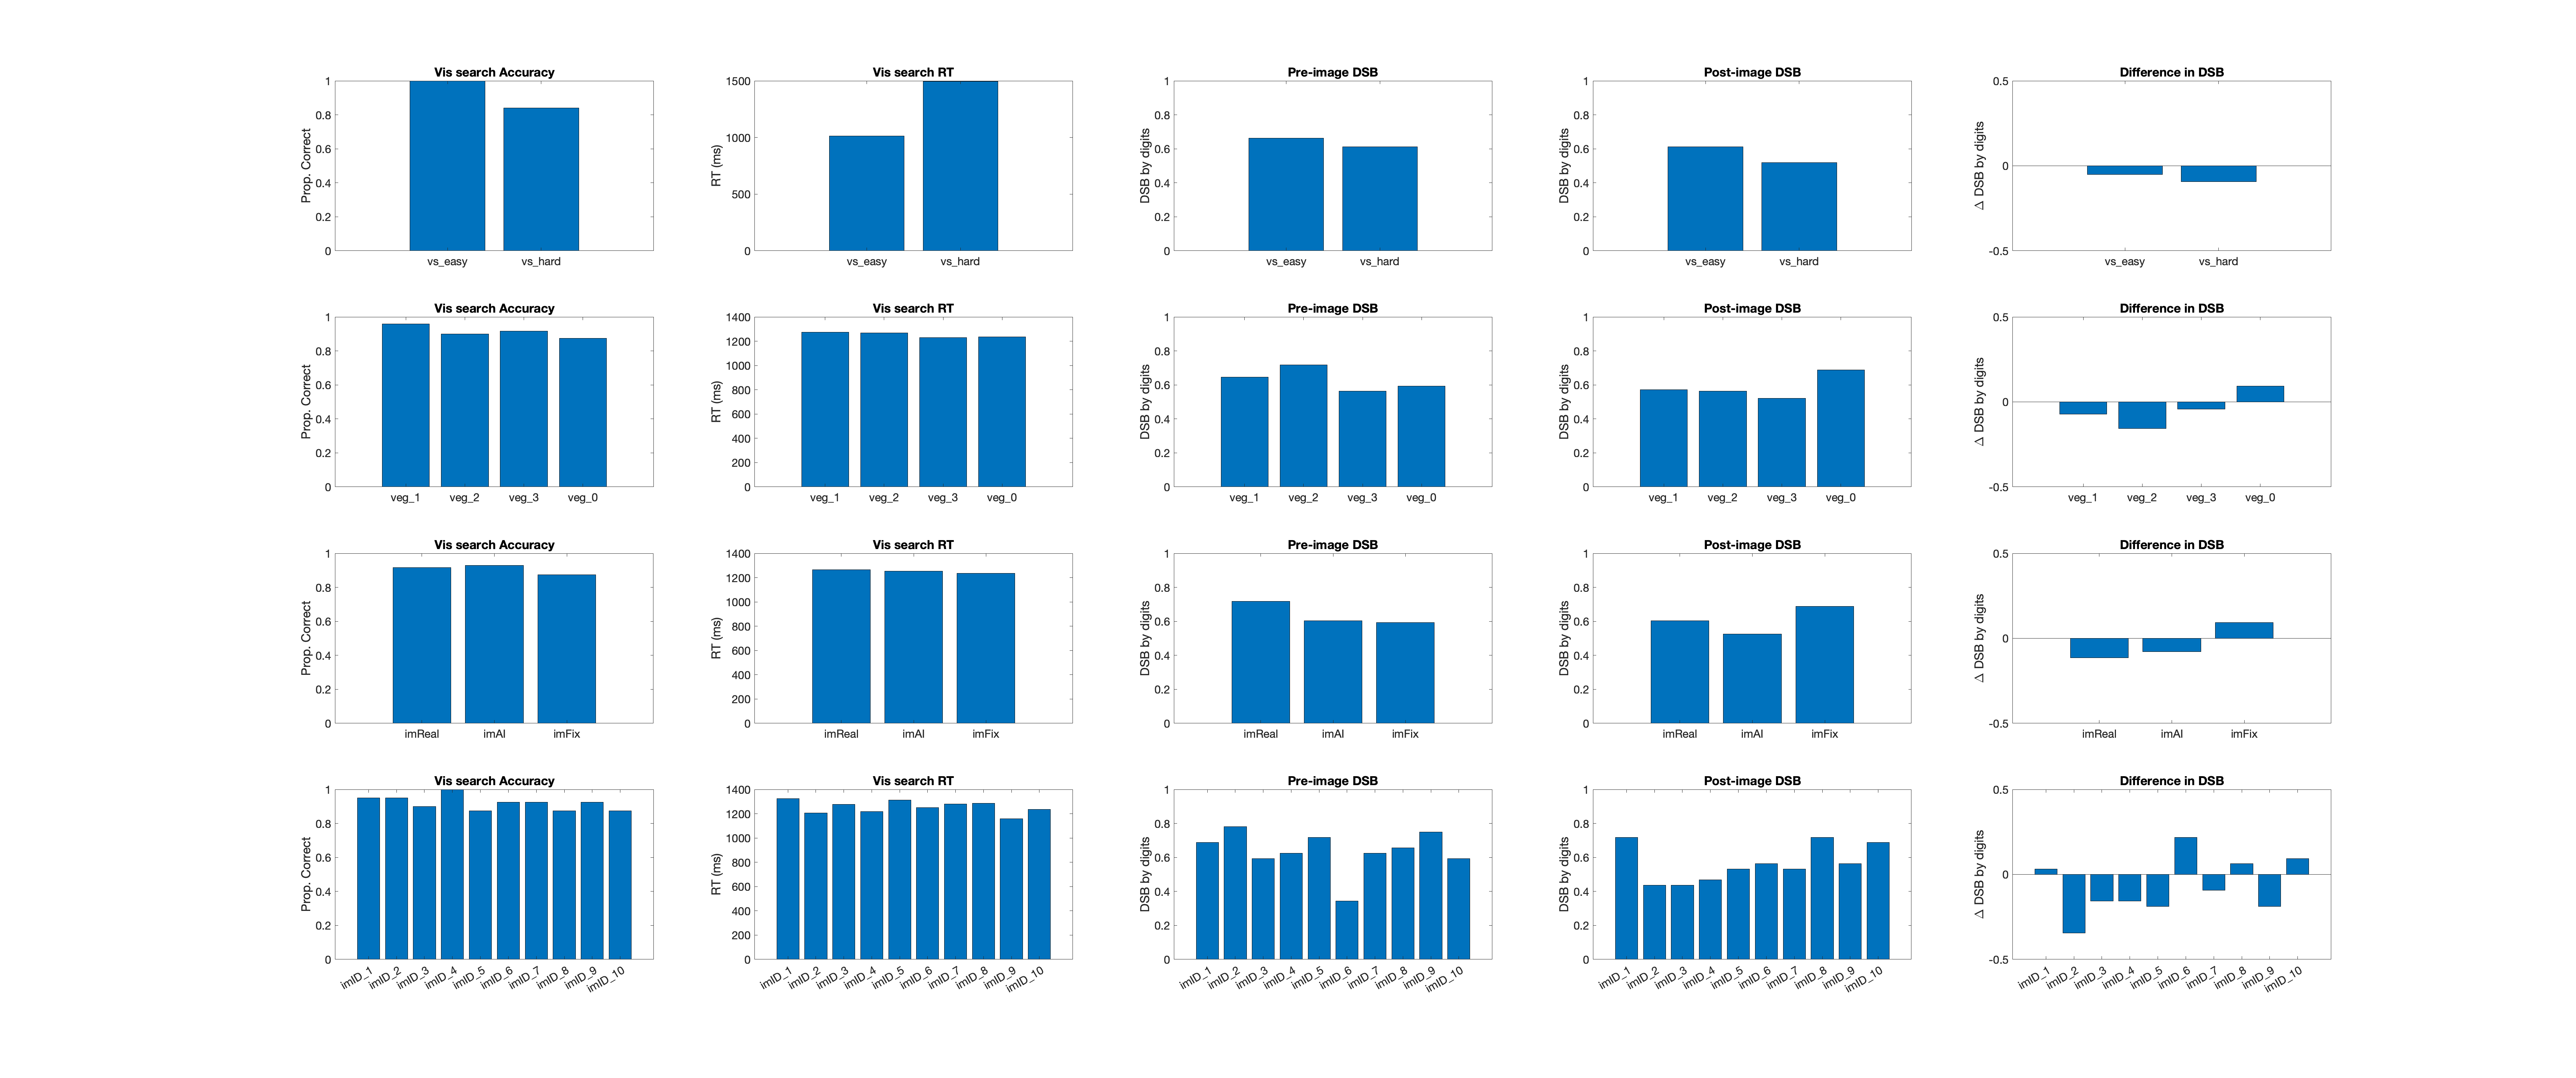 Vis search Accuracy
Prop. Correct
1
0.8
0.6
0.4
0.2
0
vs_easy vs_hard
Vis search RT
RT (ms)
1500
1000
500
0
vs_easy vs_hard
Pre-image DSB
DSB by digits
1
0.8
0.6
0.4
0.2
0
vs_easy vs_hard
Post-image DSB
DSB by digits
1
0.8
0.6
0.4
0.2
0
vs_easy vs_hard
Difference in DSB
Δ DSB by digits
0.5
0
-0.5
vs_easy vs_hard
Vis search Accuracy
Prop. Correct
1
0.8
0.6
0.4
0.2
0
veg_1 veg_2 veg_3 veg_0
Vis search RT
RT (ms)
1400
1200
1000
800
600
400
200
0
veg_1 veg_2 veg_3 veg_0
Pre-image DSB
DSB by digits
1
0.8
0.6
0.4
0.2
0
veg_1 veg_2 veg_3 veg_0
Post-image DSB
DSB by digits
1
0.8
0.6
0.4
0.2
0
veg_1 veg_2 veg_3 veg_0
Difference in DSB
Δ DSB by digits
0.5
0
-0.5
veg_1 veg_2 veg_3 veg_0
Vis search Accuracy
Prop. Correct
1
0.8
0.6
0.4
0.2
0
imReal imAI imFix
Vis search RT
RT (ms)
1400
1200
1000
800
600
400
200
0
imReal imAI imFix
Pre-image DSB
DSB by digits
1
0.8
0.6
0.4
0.2
0
imReal imAI imFix
Post-image DSB
DSB by digits
1
0.8
0.6
0.4
0.2
0
imReal imAI imFix
Difference in DSB
Δ DSB by digits
0.5
0
-0.5
imReal imAI imFix
Vis search Accuracy
Prop. Correct
1
0.8
0.6
0.4
0.2
0
imID_1 imID_2 imID_3 imID_4 imID_5 imID_6 imID_7 imID_8 imID_9 imID_10
Vis search RT
RT (ms)
1400
1200
1000
800
600
400
200
0
imID_1 imID_2 imID_3 imID_4 imID_5 imID_6 imID_7 imID_8 imID_9 imID_10
Pre-image DSB
DSB by digits
1
0.8
0.6
0.4
0.2
0
imID_1 imID_2 imID_3 imID_4 imID_5 imID_6 imID_7 imID_8 imID_9 imID_10
Post-image DSB
DSB by digits
1
0.8
0.6
0.4
0.2
0
imID_1 imID_2 imID_3 imID_4 imID_5 imID_6 imID_7 imID_8 imID_9 imID_10
Difference in DSB
Δ DSB by digits
0.5
0
-0.5
imID_1 imID_2 imID_3 imID_4 imID_5 imID_6 imID_7 imID_8 imID_9 imID_10